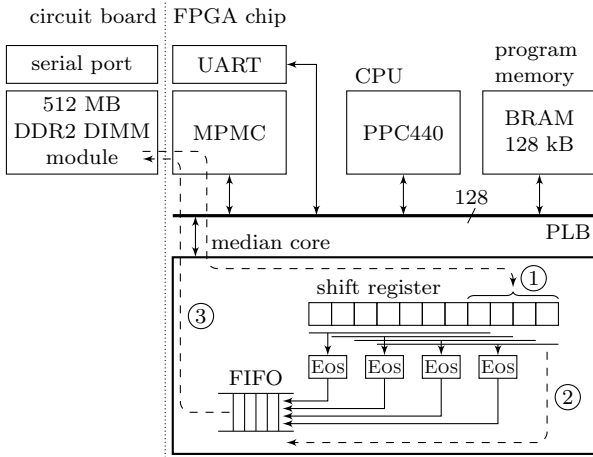 circuit board
FPGA chip
serial port
UART
CPU
program
memory
512 MB
DDR2 DIMM
module
MPMC
PPC440
BRAM
128 kB
128
PLB
median core
shift register
1
3
Eos
Eos
Eos
Eos
FIFO
2